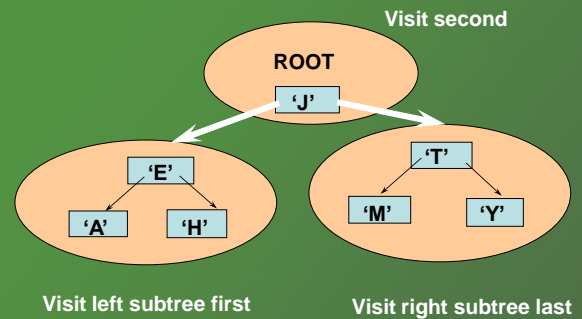 Visit second
ROOT
‘J’
‘E’
‘T’
‘A’
‘H’
‘M’
‘Y’
Visit left subtree first
Visit right subtree last